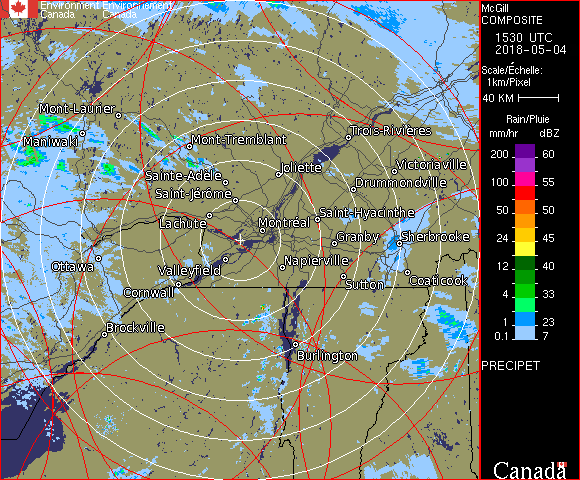 Environment Environnement
Canada Canada
McGill
COMPOSITE
1530 UTC
2018-05-04
Scale/Échelle:
1km/Pixel
40 KM
Rain/Pluie
mm/hr dBZ
200 60
100 55
50 50
24 45
12 40
4 33
1 23
0.1 7
PRECIPET
Canada
Mont-Laurier
Maniwaki
Mont-Tremblant
Trois-Rivières
Sainte-Adèle
Joliette
Victoriaville
Saint-Jérôme
Drummondville
Lachute
Montréal
Saint-Hyacinthe
Granby
Sherbrooke
Ottawa
Valleyfield
Napierville
Cornwall
Sutton
Coaticook
Brockville
Burlington